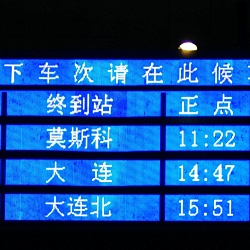 下车次请在此候
终到站 正点
莫斯科 11:22
大连 14:47
大连北 15:51